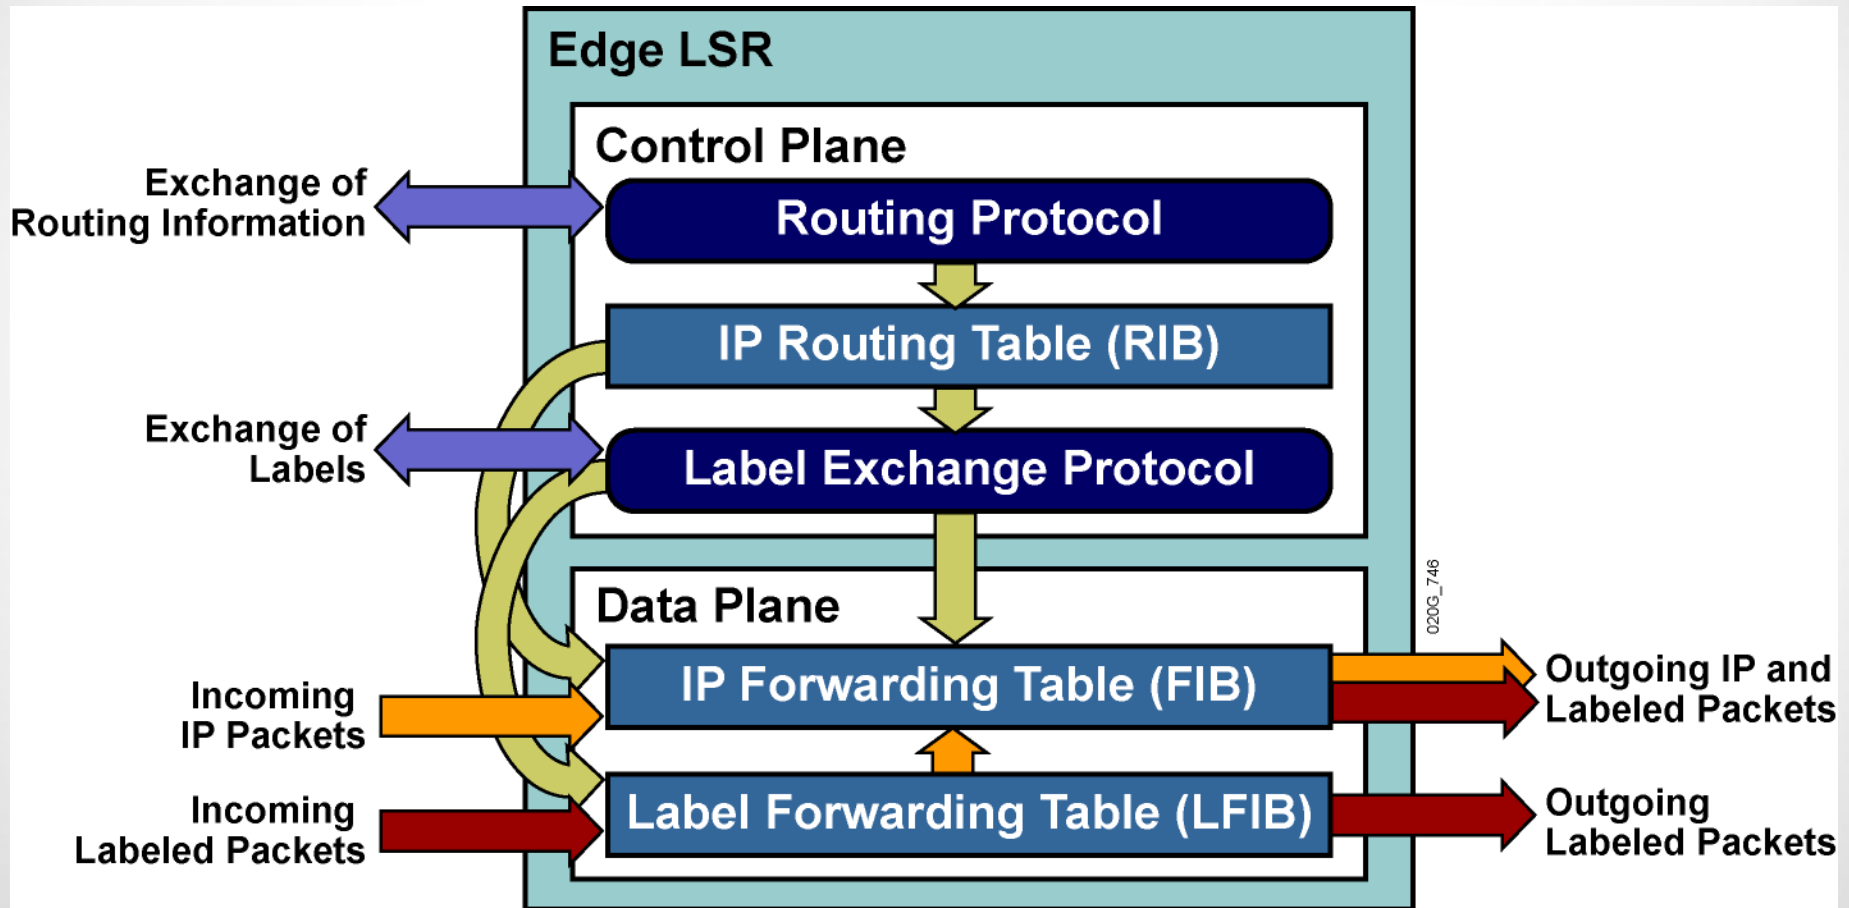 Edge LSR
Control Plane
Exchange of
Routing Information
Routing Protocol
IP Routing Table (RIB)
Exchange of
Labels
Label Exchange Protocol
020G_746
Data Plane
Incoming
IP Packets
IP Forwarding Table (FIB)
Outgoing IP and
Labeled Packets
Incoming
Labeled Packets
Label Forwarding Table (LFIB)
Outgoing
Labeled Packets